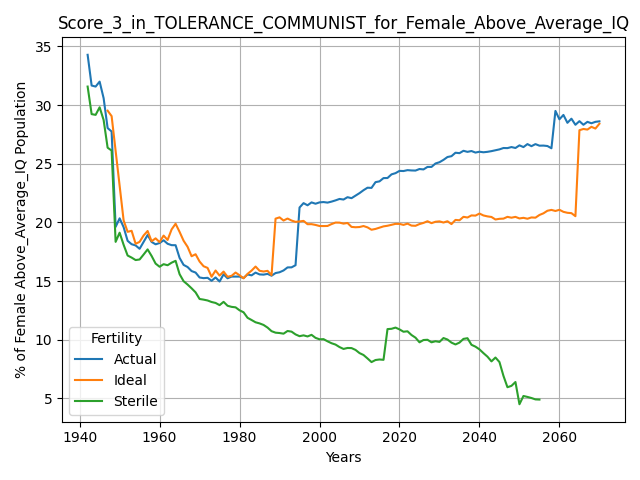 Score_3_in_TOLERANCE_COMMUNIST_for_Female_Above_Average_IQ
% of Female Above_Average_IQ Population
35
30
25
20
15
10
5
Fertility
Actual
Ideal
Sterile
1940 1960 1980 2000 2020 2040 2060
Years